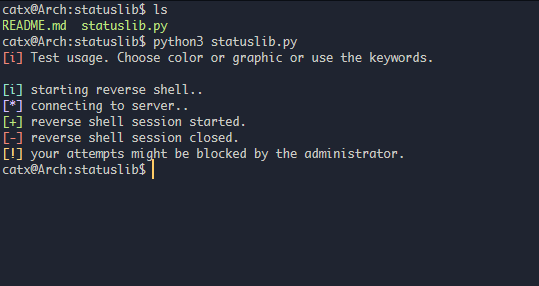 catx@Arch:statuslib$ ls
README.md  statuslib.py
catx@Arch:statuslib$ python3 statuslib.py
[i] Test usage. Choose color or graphic or use the keywords.

[i] starting reverse shell..
[*] connecting to server..
[+] reverse shell session started.
[-] reverse shell session closed.
[!] your attempts might be blocked by the administrator.
catx@Arch:statuslib$